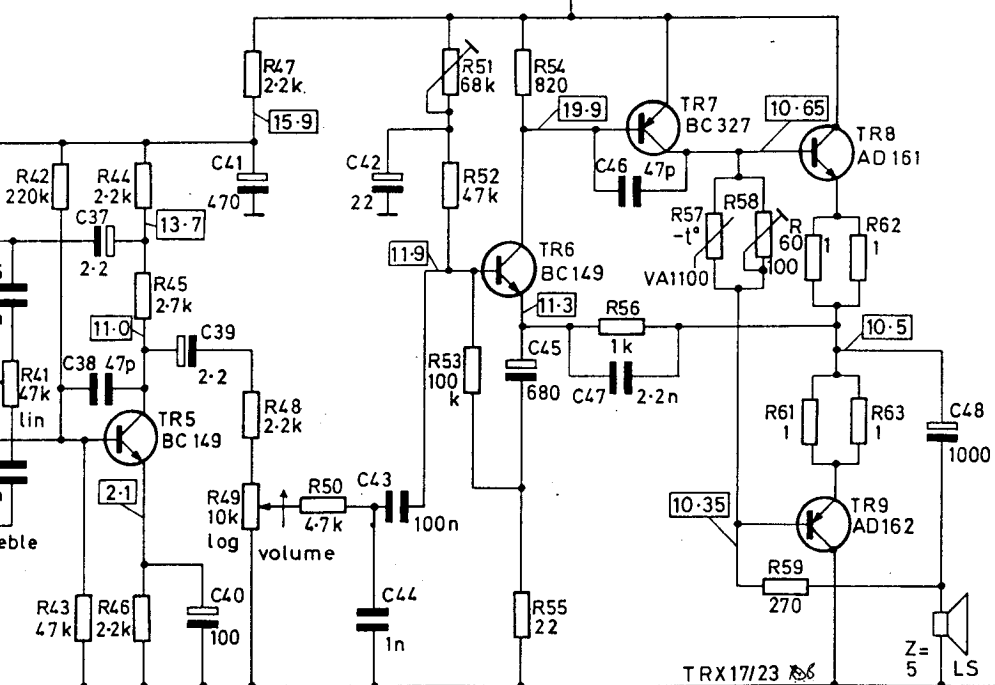 R47
2·2k
R51
68k
R54
820
19·9
TR7
BC327
10·65
TR8
AD161
15·9
R42
220k
R44
2·2k
C41
470
C42
22
R52
47k
C46
47p
C37
2·2
13·7
R57
-t°
VA1100
R58
100
R
60
1
R62
1
11·9
TR6
BC149
11·3
R45
2·7k
11·0
C39
2·2
R56
1k
10·5
C38
47p
R41
47k
lin
R53
100
k
C45
680
C47
2·2n
R48
2·2k
TR5
BC149
R61
1
R63
1
C48
1000
2·1
R49
10k
log
volume
R50
4·7k
C43
100n
10·35
TR9
AD162
eble
R59
270
R43
47k
R46
2·2k
C40
100
C44
1n
R55
22
Z=
5
LS
TRX17/23